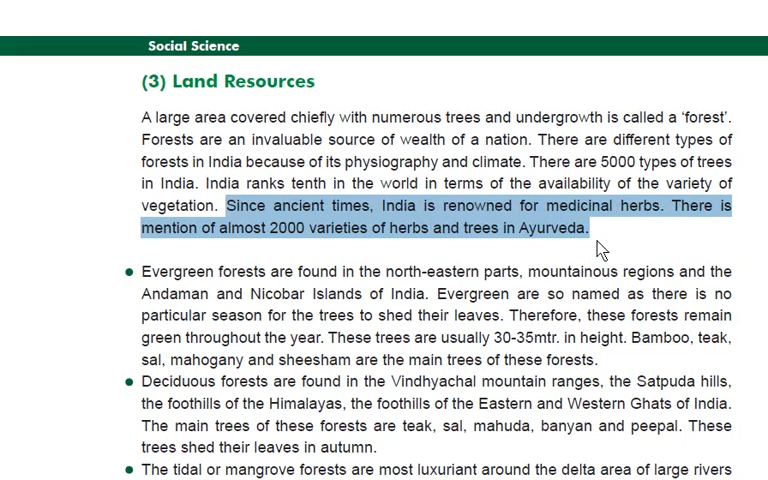 Social Science
(3) Land Resources
A large area covered chiefly with numerous trees and undergrowth is called a ‘forest’.
Forests are an invaluable source of wealth of a nation. There are different types of
forests in India because of its physiography and climate. There are 5000 types of trees
in India. India ranks tenth in the world in terms of the availability of the variety of
vegetation. Since ancient times, India is renowned for medicinal herbs. There is
mention of almost 2000 varieties of herbs and trees in Ayurveda.
● Evergreen forests are found in the north-eastern parts, mountainous regions and the
Andaman and Nicobar Islands of India. Evergreen are so named as there is no
particular season for the trees to shed their leaves. Therefore, these forests remain
green throughout the year. These trees are usually 30-35mtr. in height. Bamboo, teak,
sal, mahogany and sheesham are the main trees of these forests.
● Deciduous forests are found in the Vindhyachal mountain ranges, the Satpuda hills,
the foothills of the Himalayas, the foothills of the Eastern and Western Ghats of India.
The main trees of these forests are teak, sal, mahuda, banyan and peepal. These
trees shed their leaves in autumn.
● The tidal or mangrove forests are most luxuriant around the delta area of large rivers